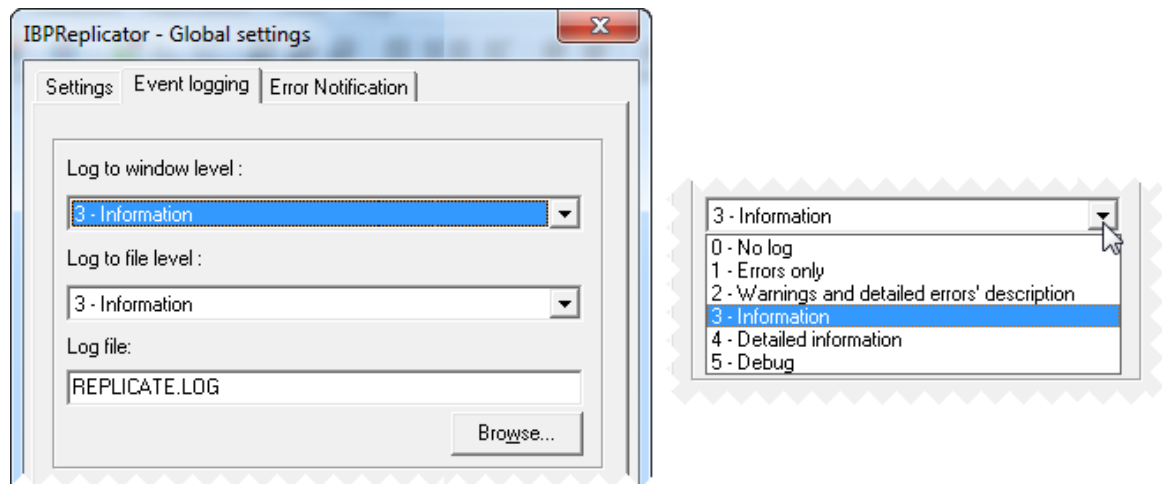 IBPReplicator - Global settings
Settings Event logging Error Notification
Log to window level :
3 - Information
Log to file level :
3 - Information
Log file:
REPLICATE.LOG
Browse...
3 - Information
0 - No log
1 - Errors only
2 - Warnings and detailed errors' description
3 - Information
4 - Detailed information
5 - Debug